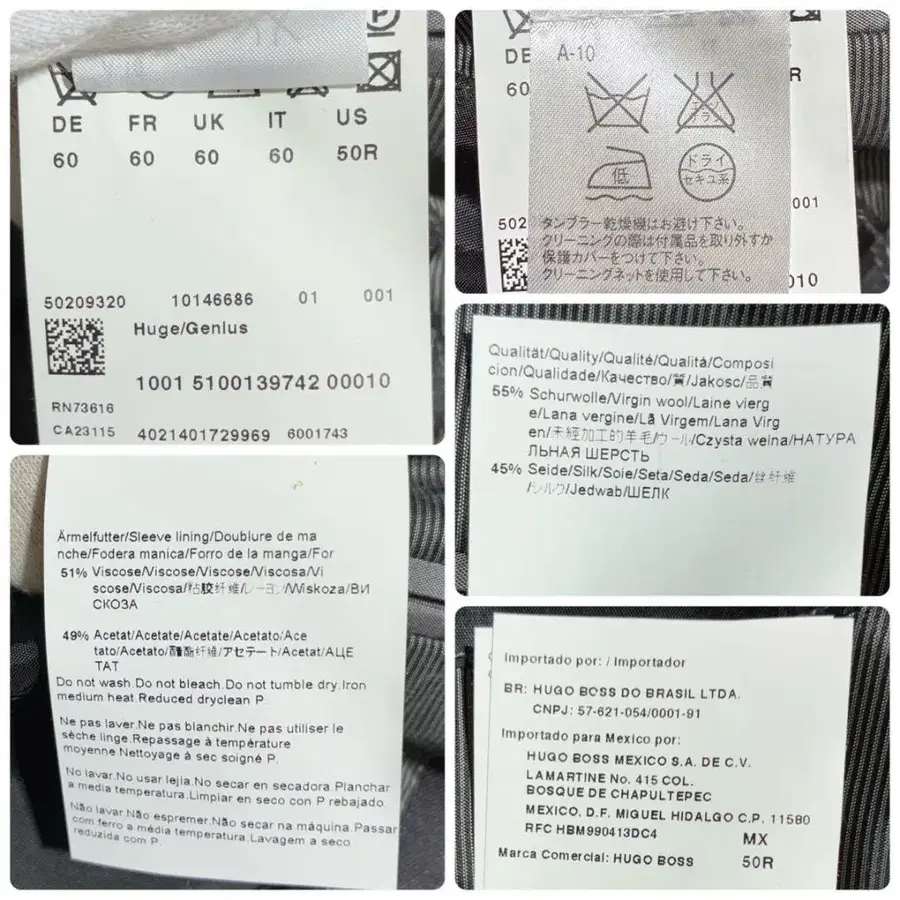 DE FR UK IT US
60 60 60 60 50R
50209320 10146686 01 001
Huge/Genius
1001 5100139742 00010
RN73616
CA23115 4021401729969 6001743
DE
60
R
A-10
エンソ
サラシ
低
ドライ
セキユ系
001
502
010
タンブラー乾燥機はお避け下さい。
クリーニングの際は付属品を取り外すか
保護カバーをつけて下さい。
クリーニングネットを使用して下さい。
Qualität/Quality/Qualité/Qualità/Composi
cion/Qualidade/Качество/質/Jakosc/品質
55% Schurwolle/Virgin wool/Laine vierg
e/Lana vergine/Lã Virgem/Lana Virg
en/未經加工的羊毛/ウール/Czysta welna/НАТУРА
ЛЬНАЯ ШЕРСТЬ
45% Seide/Silk/Soie/Seta/Seda/Seda/丝纤维
/シルク/Jedwab/ШЕЛК
Ärmelfutter/Sleeve lining/Doublure de ma
nche/Fodera manica/Forro de la manga/For
51% Viscose/Viscose/Viscose/Viscosa/Vi
scose/Viscosa/粘胶纤维/レーヨン/Wiskoza/ВИ
СКОЗА
49% Acetat/Acetate/Acetate/Acetato/Ace
tato/Acetato/醋酯纤维/アセテート/Acetat/АЦЕ
ТАТ
Do not wash.Do not bleach.Do not tumble dry.Iron
medium heat.Reduced dryclean P.
Ne pas laver.Ne pas blanchir.Ne pas utiliser le
sèche linge.Repassage à température
moyenne Nettoyage à sec soigné P.
No lavar.No usar lejia.No secar en secadora.Planchar
a media temperatura.Limpiar en seco con P rebajado.
Não lavar.Não espremer.Não secar na máquina.Passar
com ferro a média temperatura.Lavagem a seco
reduzida com P.
Importado por: / Importador
BR: HUGO BOSS DO BRASIL LTDA.
CNPJ: 57-621-054/0001-91
Importado para Mexico por:
HUGO BOSS MEXICO S.A. DE C.V.
LAMARTINE No. 415 COL.
BOSQUE DE CHAPULTEPEC
MEXICO, D.F. MIGUEL HIDALGO C.P. 11580
RFC HBM990413DC4
MX
Marca Comercial: HUGO BOSS 50R